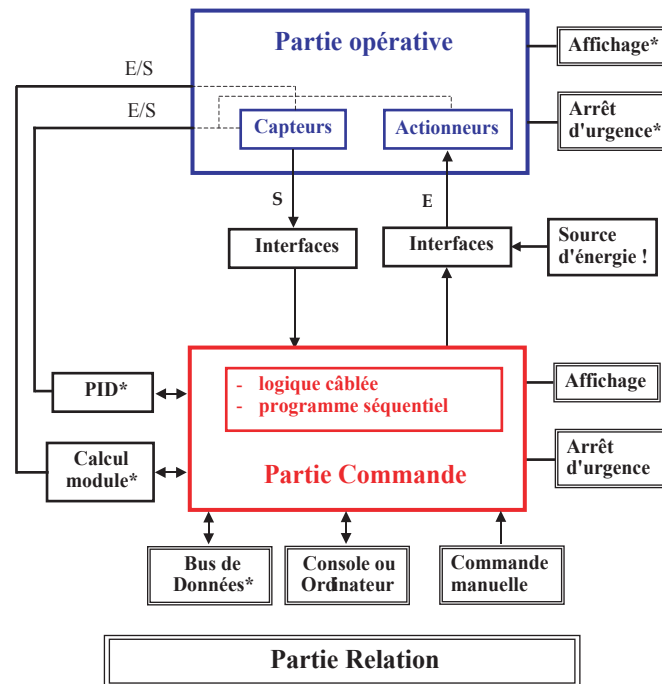 Partie opérative
Affichage*
E/S
E/S
Arrêt
d'urgence*
Capteurs
Actionneurs
S
E
Interfaces
Interfaces
Source
d'énergie !
- logique câblée
- programme séquentiel
PID*
Affichage
Calcul
module*
Partie Commande
Arrêt
d'urgence
Bus de
Données*
Console ou
Ordinateur
Commande
manuelle
Partie Relation